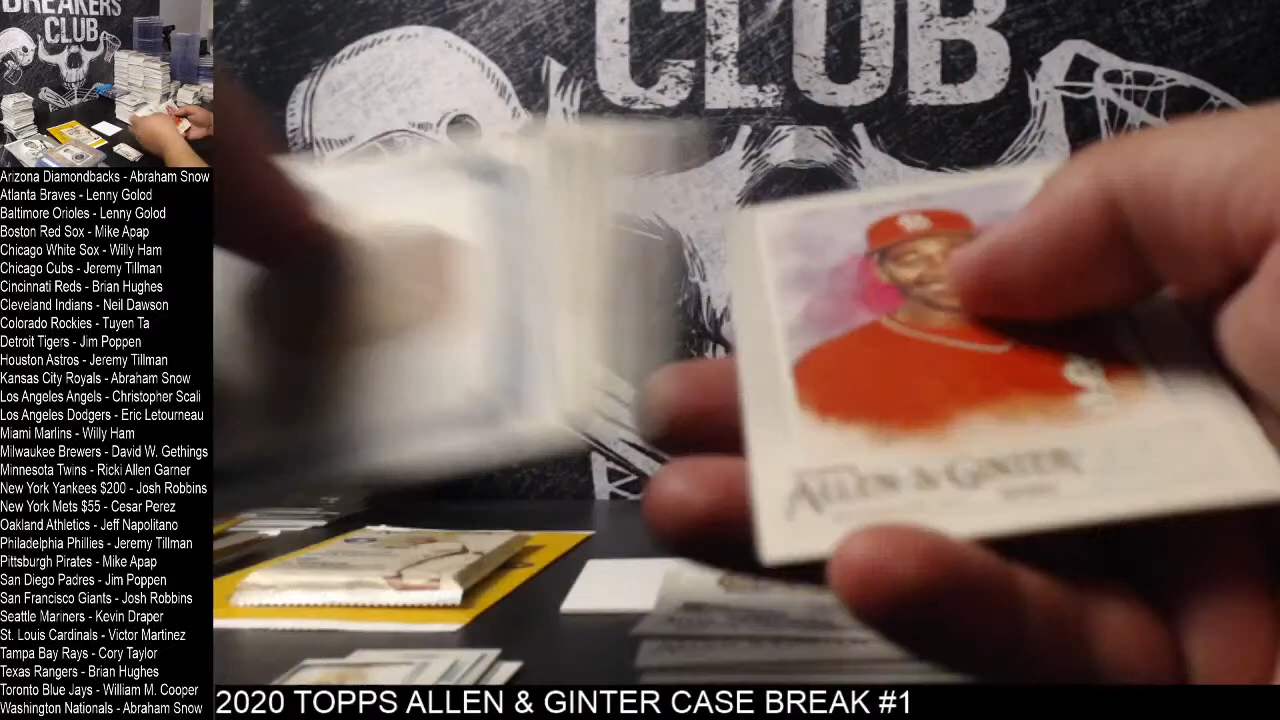 BREAKERS
CLUB
CLUB
Arizona Diamondbacks - Abraham Snow
Atlanta Braves - Lenny Golod
Baltimore Orioles - Lenny Golod
Boston Red Sox - Mike Apap
Chicago White Sox - Willy Ham
Chicago Cubs - Jeremy Tillman
Cincinnati Reds - Brian Hughes
Cleveland Indians - Neil Dawson
Colorado Rockies - Tuyen Ta
Detroit Tigers - Jim Poppen
Houston Astros - Jeremy Tillman
Kansas City Royals - Abraham Snow
Los Angeles Angels - Christopher Scali
Los Angeles Dodgers - Eric Letourneau
Miami Marlins - Willy Ham
Milwaukee Brewers - David W. Gethings
Minnesota Twins - Ricki Allen Garner
New York Yankees $200 - Josh Robbins
New York Mets $55 - Cesar Perez
Oakland Athletics - Jeff Napolitano
Philadelphia Phillies - Jeremy Tillman
Pittsburgh Pirates - Mike Apap
San Diego Padres - Jim Poppen
San Francisco Giants - Josh Robbins
Seattle Mariners - Kevin Draper
St. Louis Cardinals - Victor Martinez
Tampa Bay Rays - Cory Taylor
Texas Rangers - Brian Hughes
Toronto Blue Jays - William M. Cooper
Washington Nationals - Abraham Snow
ALLEN & GINTER
2020 TOPPS ALLEN & GINTER CASE BREAK #1